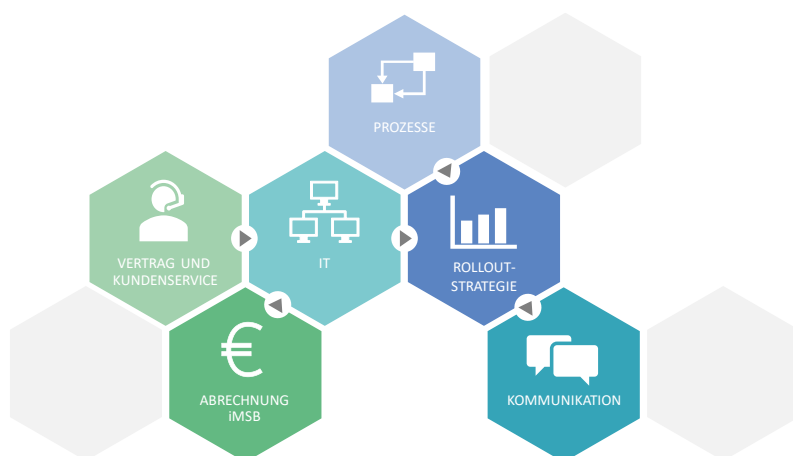 PROZESSE
VERTRAG UND
KUNDENSERVICE
IT
ROLLOUT-
STRATEGIE
€
ABRECHNUNG
iMSB
KOMMUNIKATION